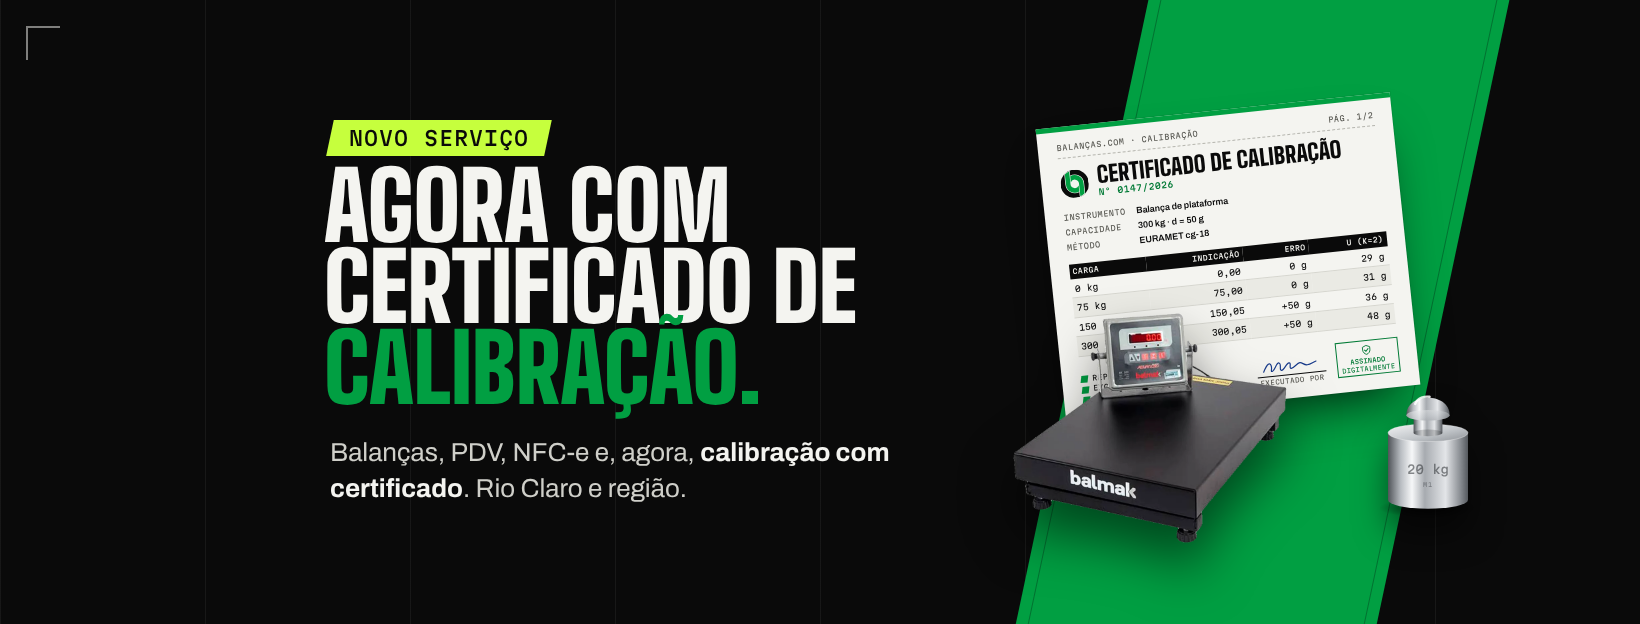 NOVO SERVIÇO
AGORA COM
CERTIFICADO DE
CALIBRAÇÃO.
Balanças, PDV, NFC-e e, agora, calibração com
certificado. Rio Claro e região.
BALANÇAS.COM · CALIBRAÇÃO PÁG. 1/2
CERTIFICADO DE CALIBRAÇÃO
N° 0147/2026
INSTRUMENTO Balança de plataforma
CAPACIDADE 300 kg · d = 50 g
MÉTODO EURAMET cg-18
CARGA INDICAÇÃO ERRO U (K=2)
0 kg 0,00 0 g 29 g
75 kg 75,00 0 g 31 g
150 150,05 +50 g 36 g
300 300,05 +50 g 48 g
ASSINADO
DIGITALMENTE
EXECUTADO POR
balmak
balmak
20 kg
M1